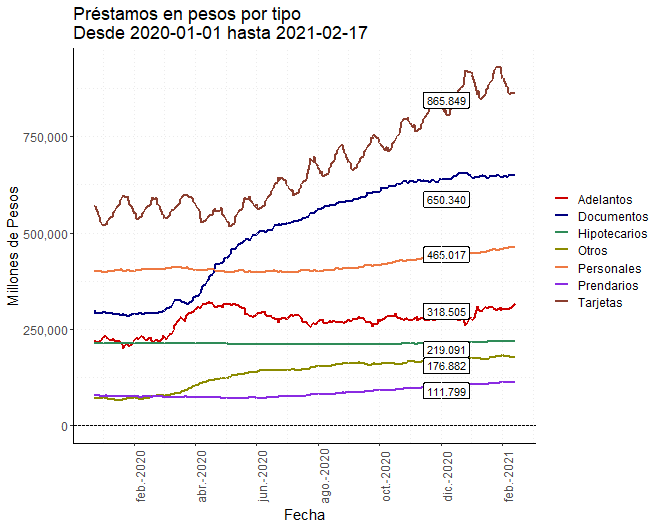 Préstamos en pesos por tipo
Desde 2020-01-01 hasta 2021-02-17
Millones de Pesos
750,000
500,000
250,000
0
865.849
650.340
465.017
318.505
219.091
176.882
111.799
Adelantos
Documentos
Hipotecarios
Otros
Personales
Prendarios
Tarjetas
feb.-2020
abr.-2020
jun.-2020
ago.-2020
oct.-2020
dic.-2020
feb.-2021
Fecha